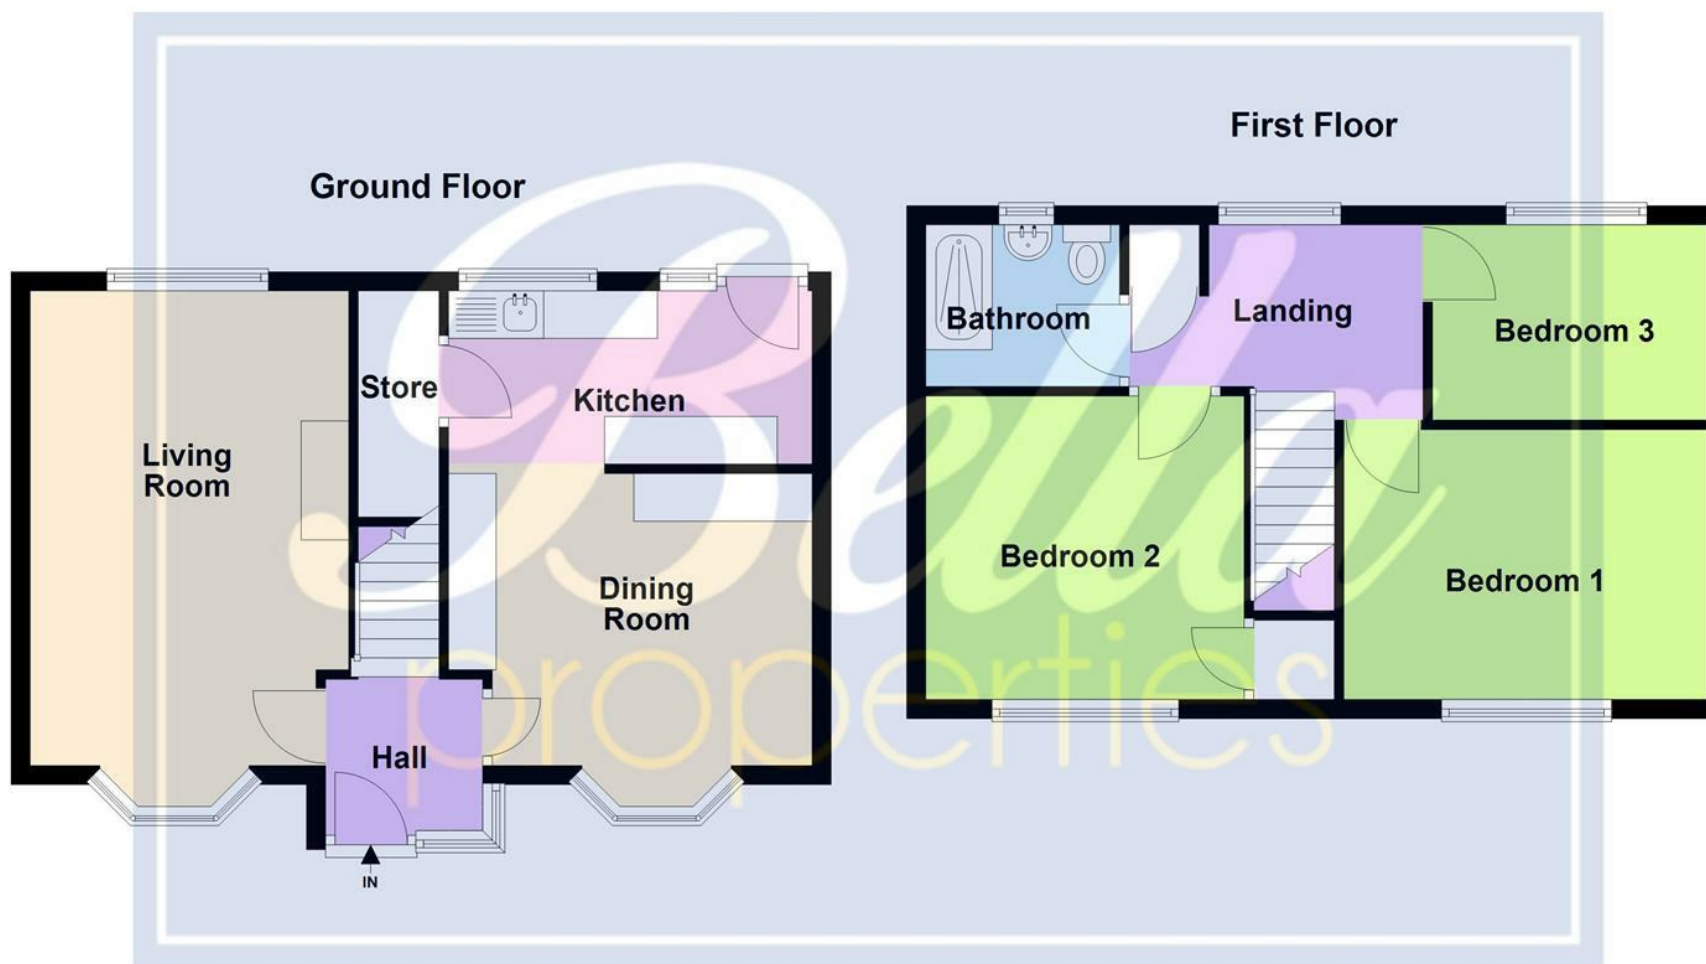 Ground Floor
Living
Room
Store
Kitchen
Dining
Room
Hall
IN
First Floor
Bathroom
Landing
Bedroom 3
Bedroom 2
Bedroom 1
Bella
properties